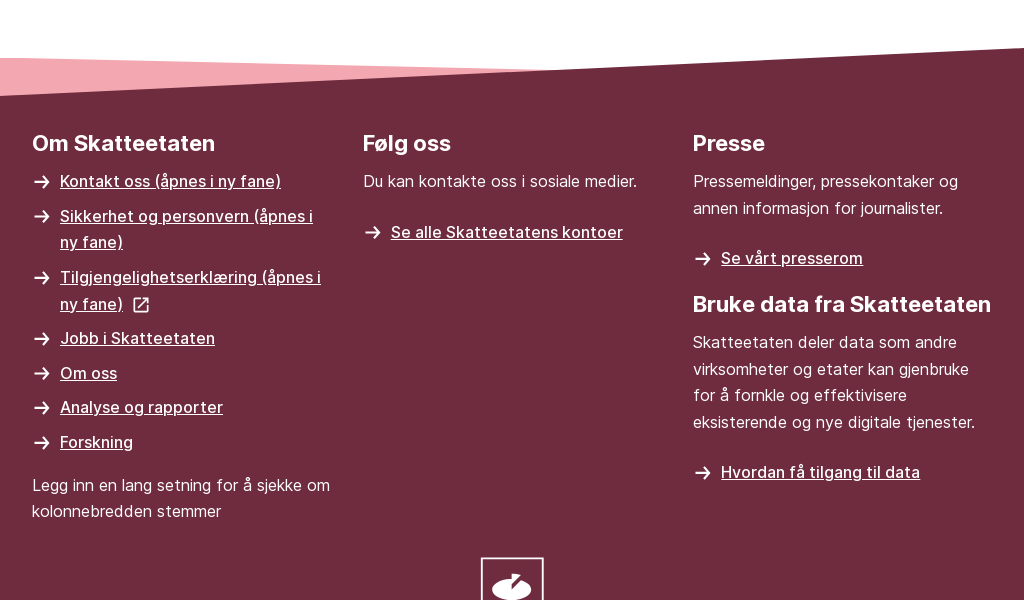 Om Skatteetaten
Kontakt oss (åpnes i ny fane)
Sikkerhet og personvern (åpnes i
ny fane)
Tilgjengelighetserklæring (åpnes i
ny fane)
Jobb i Skatteetaten
Om oss
Analyse og rapporter
Forskning
Legg inn en lang setning for å sjekke om
kolonnebredden stemmer
Følg oss
Du kan kontakte oss i sosiale medier.
Se alle Skatteetatens kontoer
Presse
Pressemeldinger, pressekontaker og
annen informasjon for journalister.
Se vårt presserom
Bruke data fra Skatteetaten
Skatteetaten deler data som andre
virksomheter og etater kan gjenbruke
for å fornkle og effektivisere
eksisterende og nye digitale tjenester.
Hvordan få tilgang til data